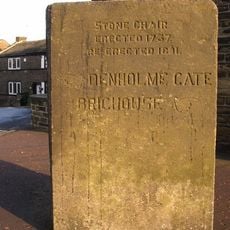 STONE CHAIR
ERECTED 1737.
RE-ERECTED 1891.
DENHOLME GATE
BRIGHOUSE